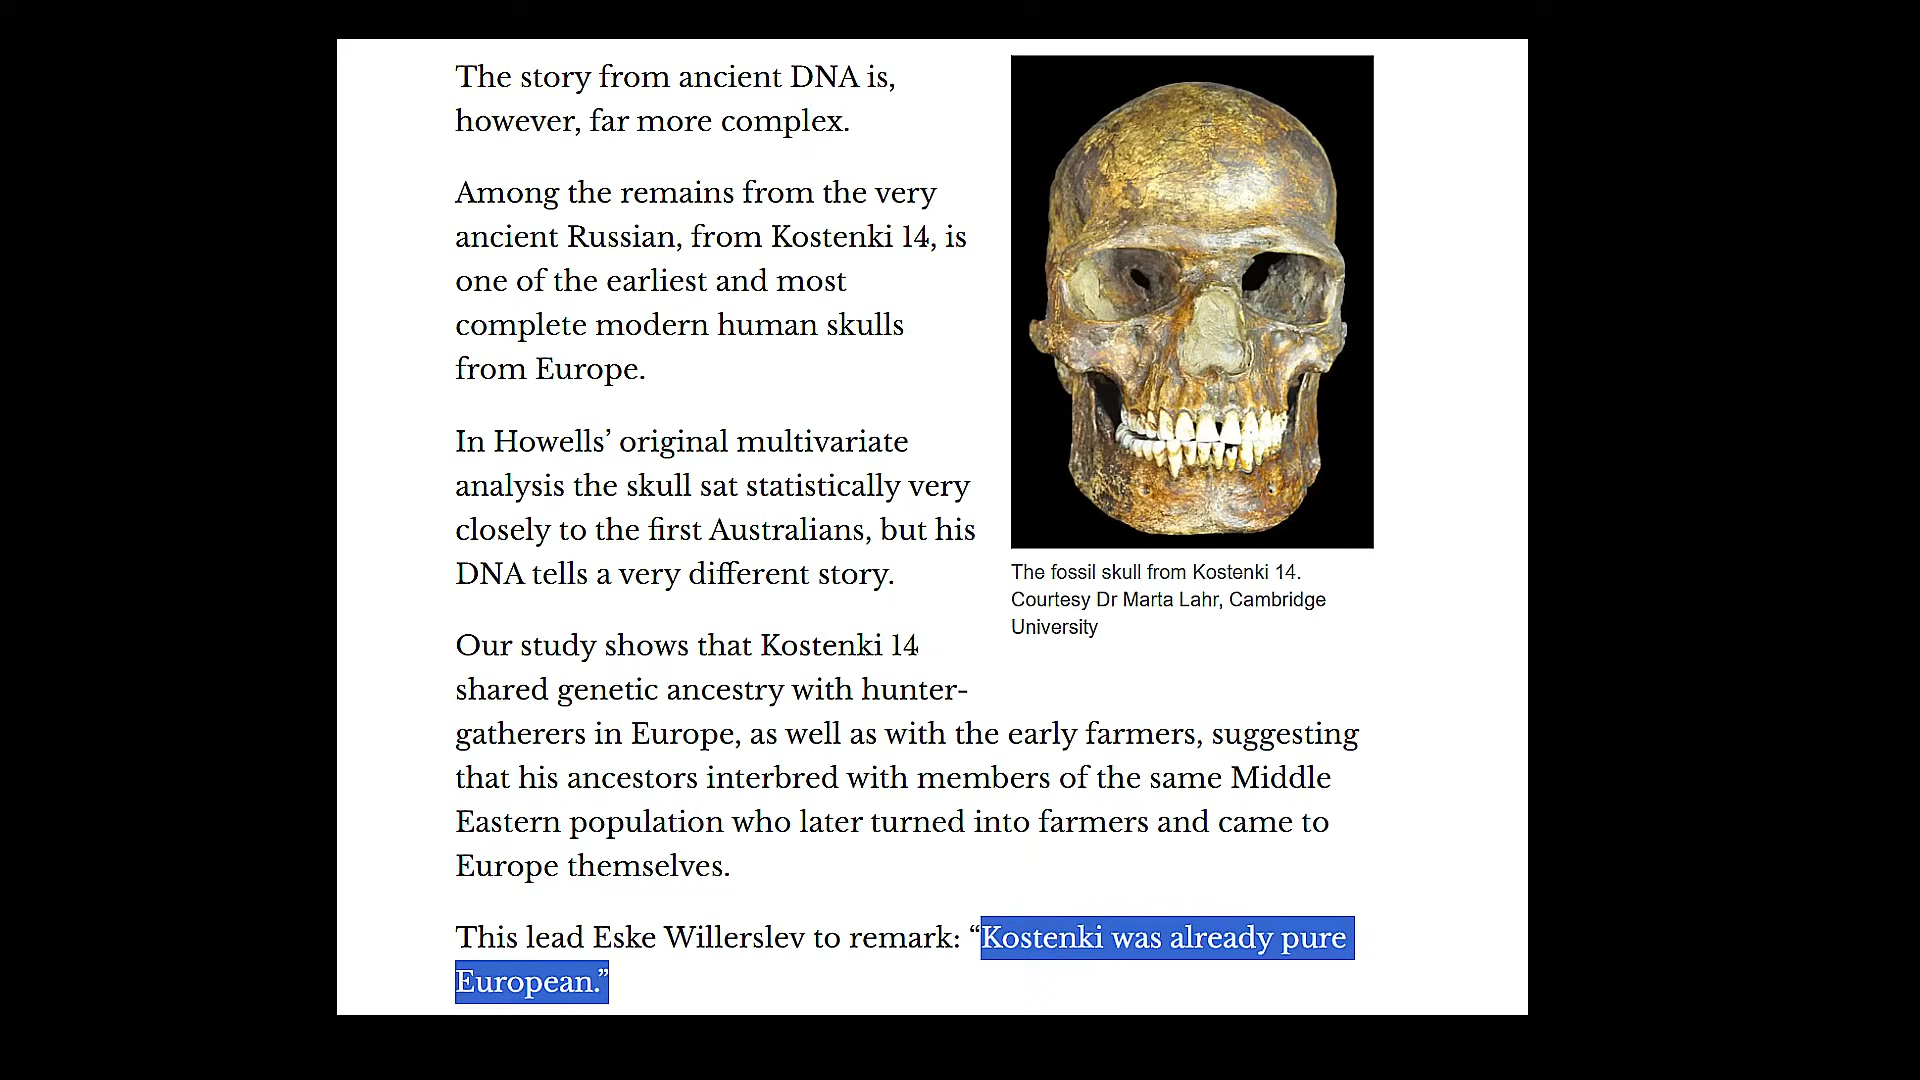 The story from ancient DNA is,
however, far more complex.
Among the remains from the very
ancient Russian, from Kostenki 14, is
one of the earliest and most
complete modern human skulls
from Europe.
In Howells’ original multivariate
analysis the skull sat statistically very
closely to the first Australians, but his
DNA tells a very different story.
The fossil skull from Kostenki 14.
Courtesy Dr Marta Lahr, Cambridge
University
Our study shows that Kostenki 14
shared genetic ancestry with hunter-
gatherers in Europe, as well as with the early farmers, suggesting
that his ancestors interbred with members of the same Middle
Eastern population who later turned into farmers and came to
Europe themselves.
This lead Eske Willerslev to remark: “Kostenki was already pure
European.”